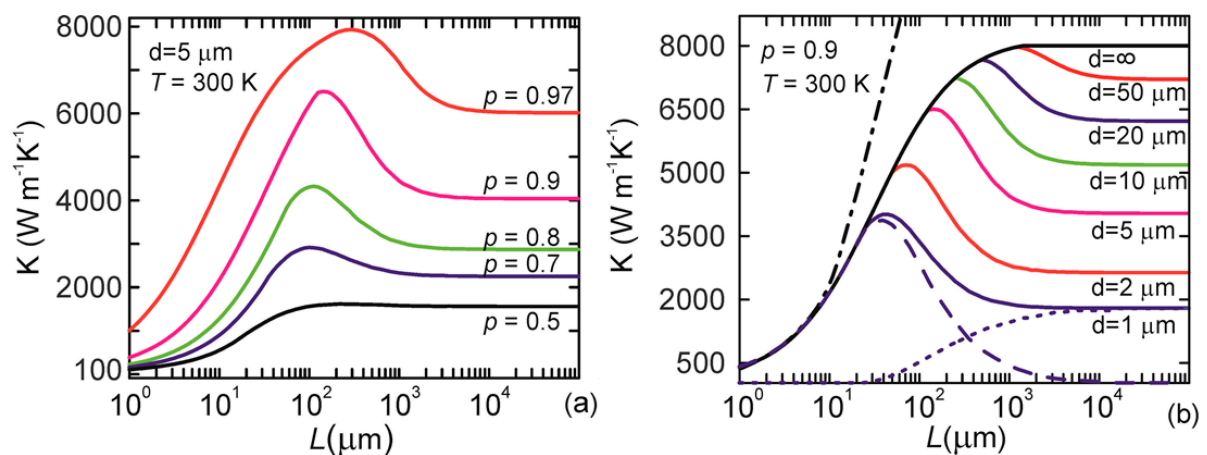 8000
6000
4000
2000
100
K (W m⁻¹K⁻¹)
d=5 μm
T = 300 K
p = 0.97
p = 0.9
p = 0.8
p = 0.7
p = 0.5
10⁰ 10¹ 10² 10³ 10⁴
L(μm)
(a)
8000
6500
5000
3500
2000
500
K (W m⁻¹K⁻¹)
p = 0.9
T = 300 K
d=∞
d=50 μm
d=20 μm
d=10 μm
d=5 μm
d=2 μm
d=1 μm
10⁰ 10¹ 10² 10³ 10⁴
L(μm)
(b)